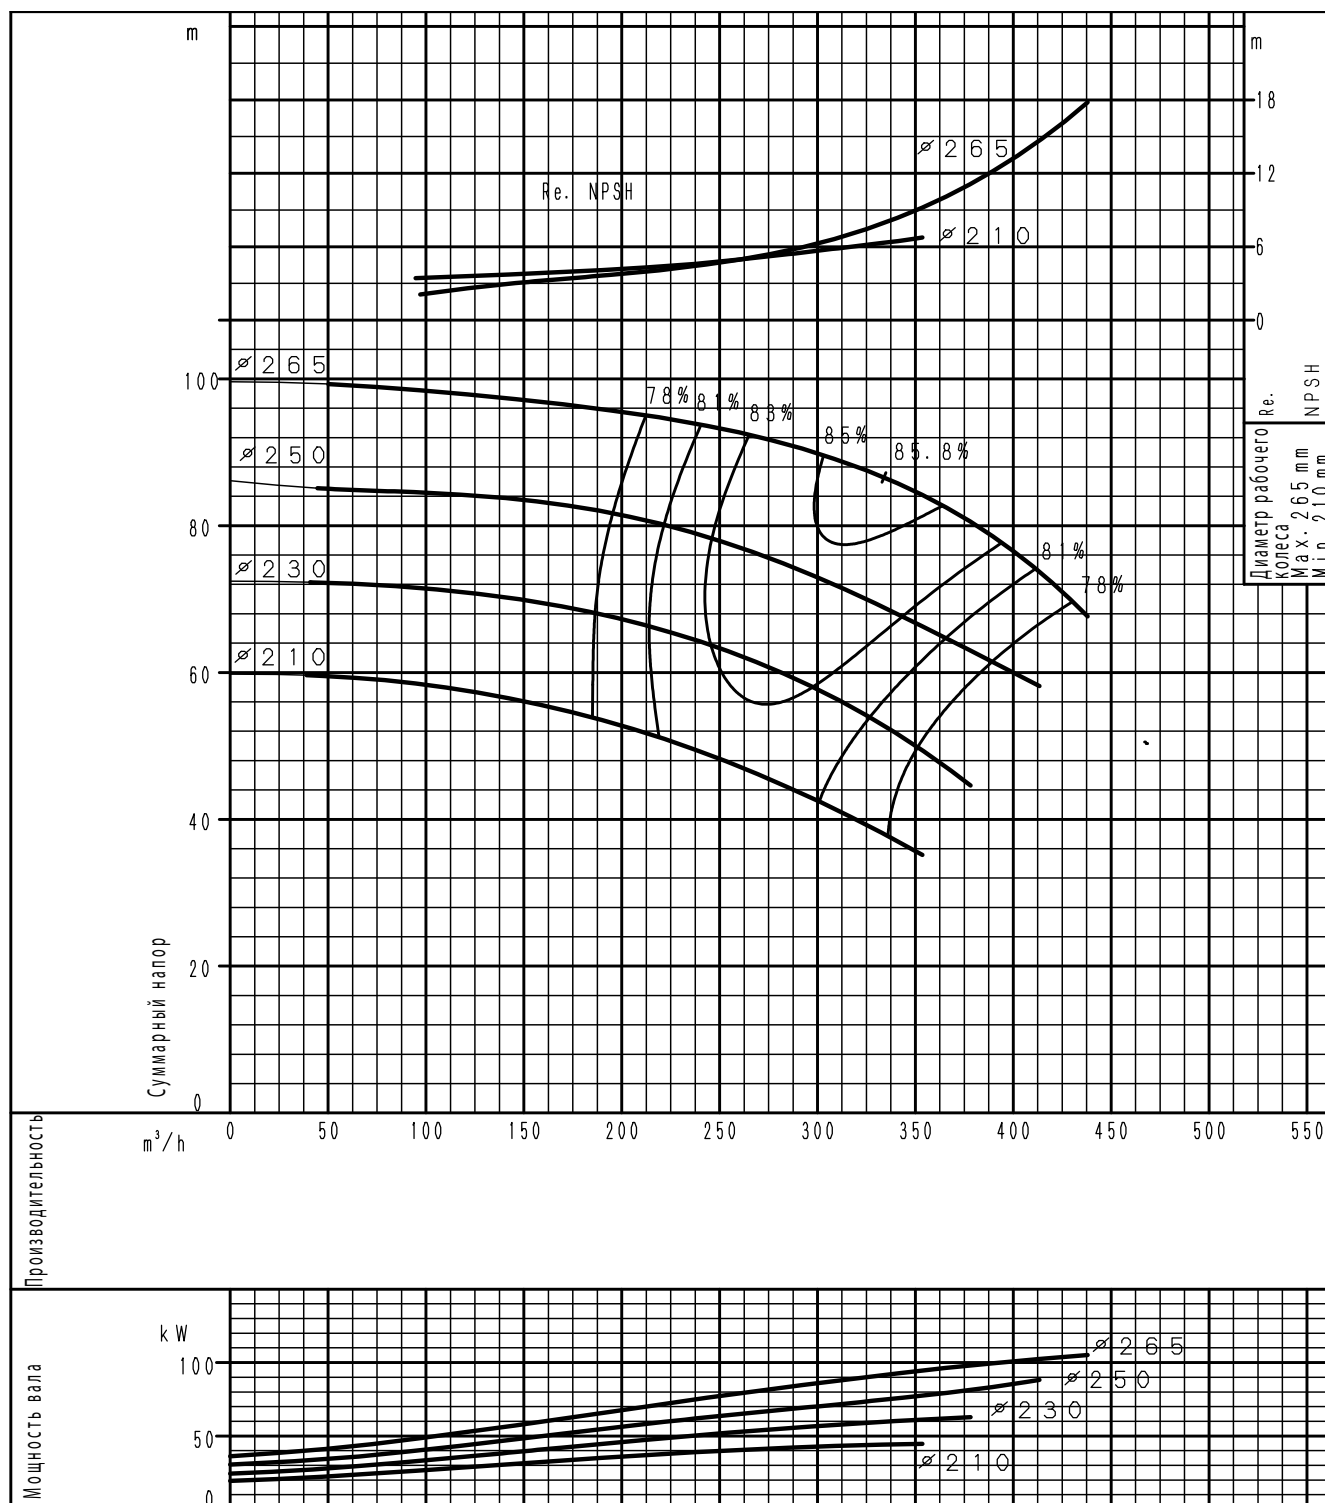 m
m
18
⌀265
12
Re. NPSH
⌀210
6
0
⌀265
100
78%
81%
83%
85%
85.8%
⌀250
80
81%
78%
⌀230
⌀210
60
40
20
0
Суммарный напор
Re. NPSH
Диаметр рабочего
колеса
Max. 265 mm
Min. 210 mm
Производительность
m³/h
0 50 100 150 200 250 300 350 400 450 500 550
Мощность вала
kW
100
50
0
⌀265
⌀250
⌀230
⌀210